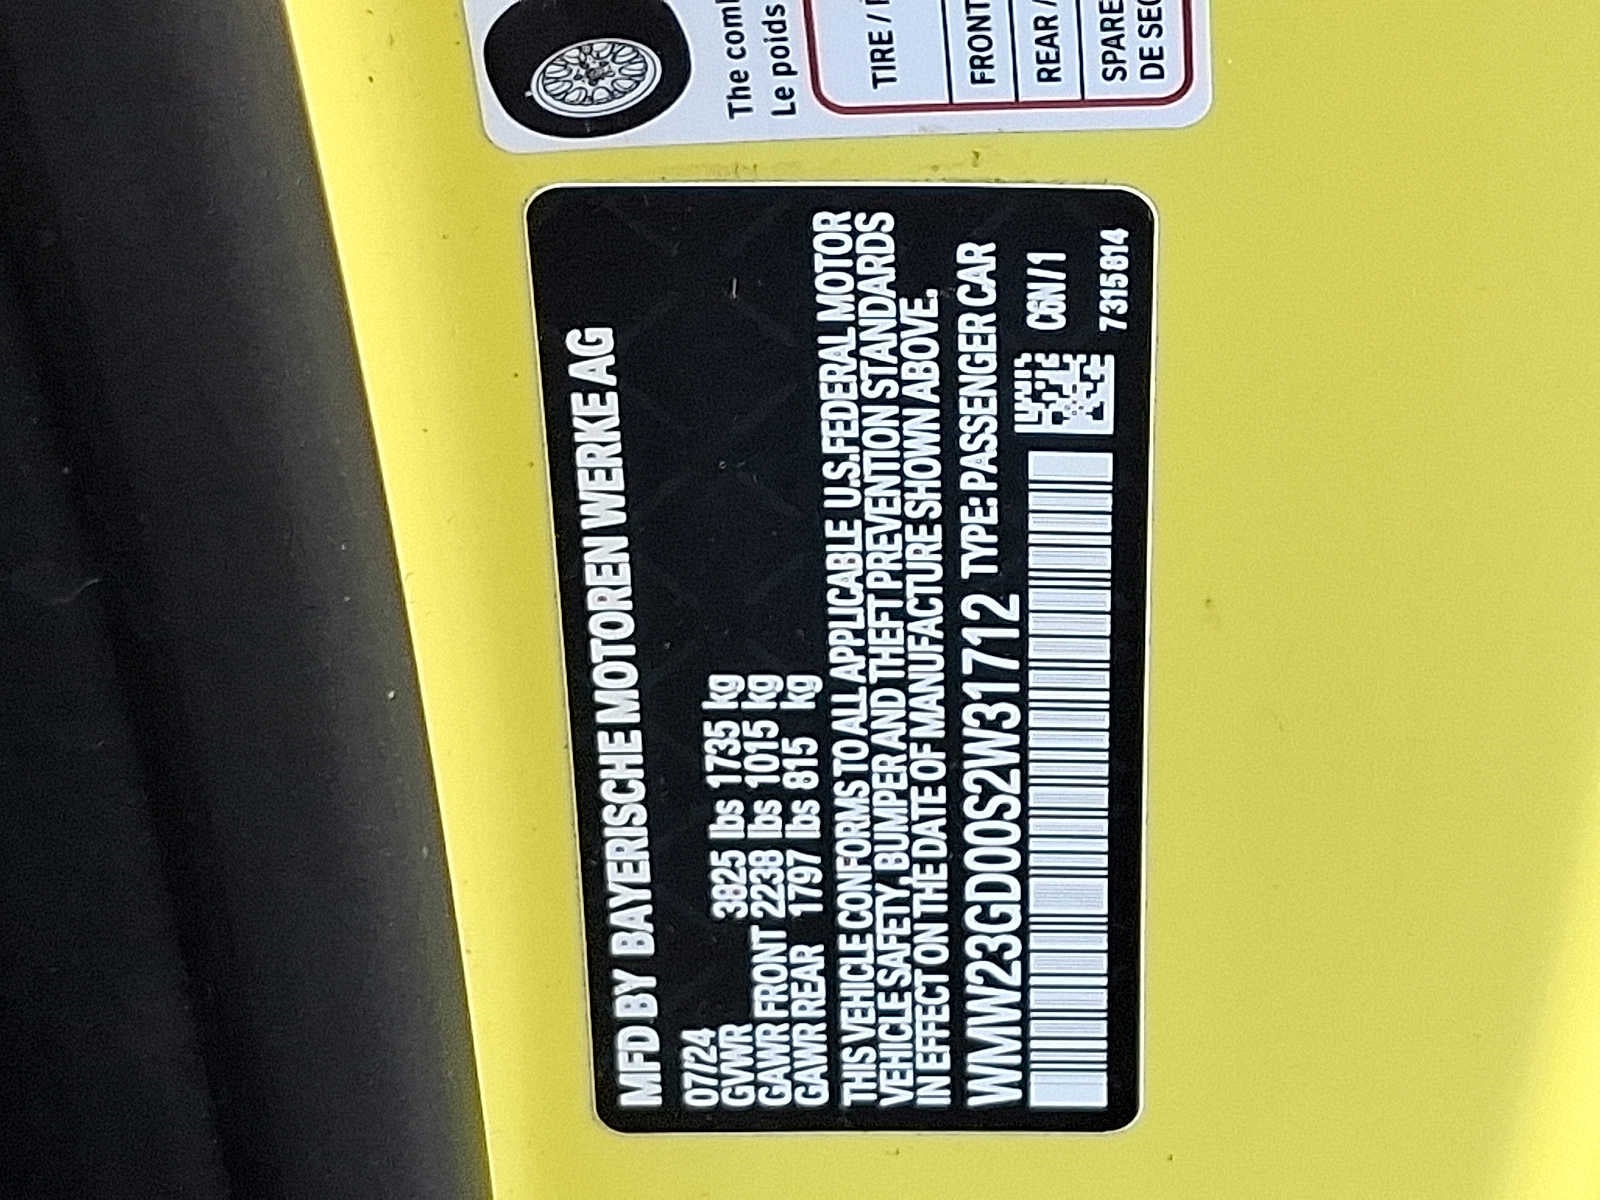 The com
Le poids
TIRE /
FRONT
REAR /
SPARE
DE SEC
MFD BY BAYERISCHE MOTOREN WERKE AG
07/24
GVWR 3825 lbs 1735 kg
GAWR FRONT 2238 lbs 1015 kg
GAWR REAR 1797 lbs 815 kg
THIS VEHICLE CONFORMS TO ALL APPLICABLE U.S.FEDERAL MOTOR
VEHICLE SAFETY, BUMPER AND THEFT PREVENTION STANDARDS
IN EFFECT ON THE DATE OF MANUFACTURE SHOWN ABOVE.
WMW23GD00S2W31712 TYPE: PASSENGER CAR
C6N/1
7315814